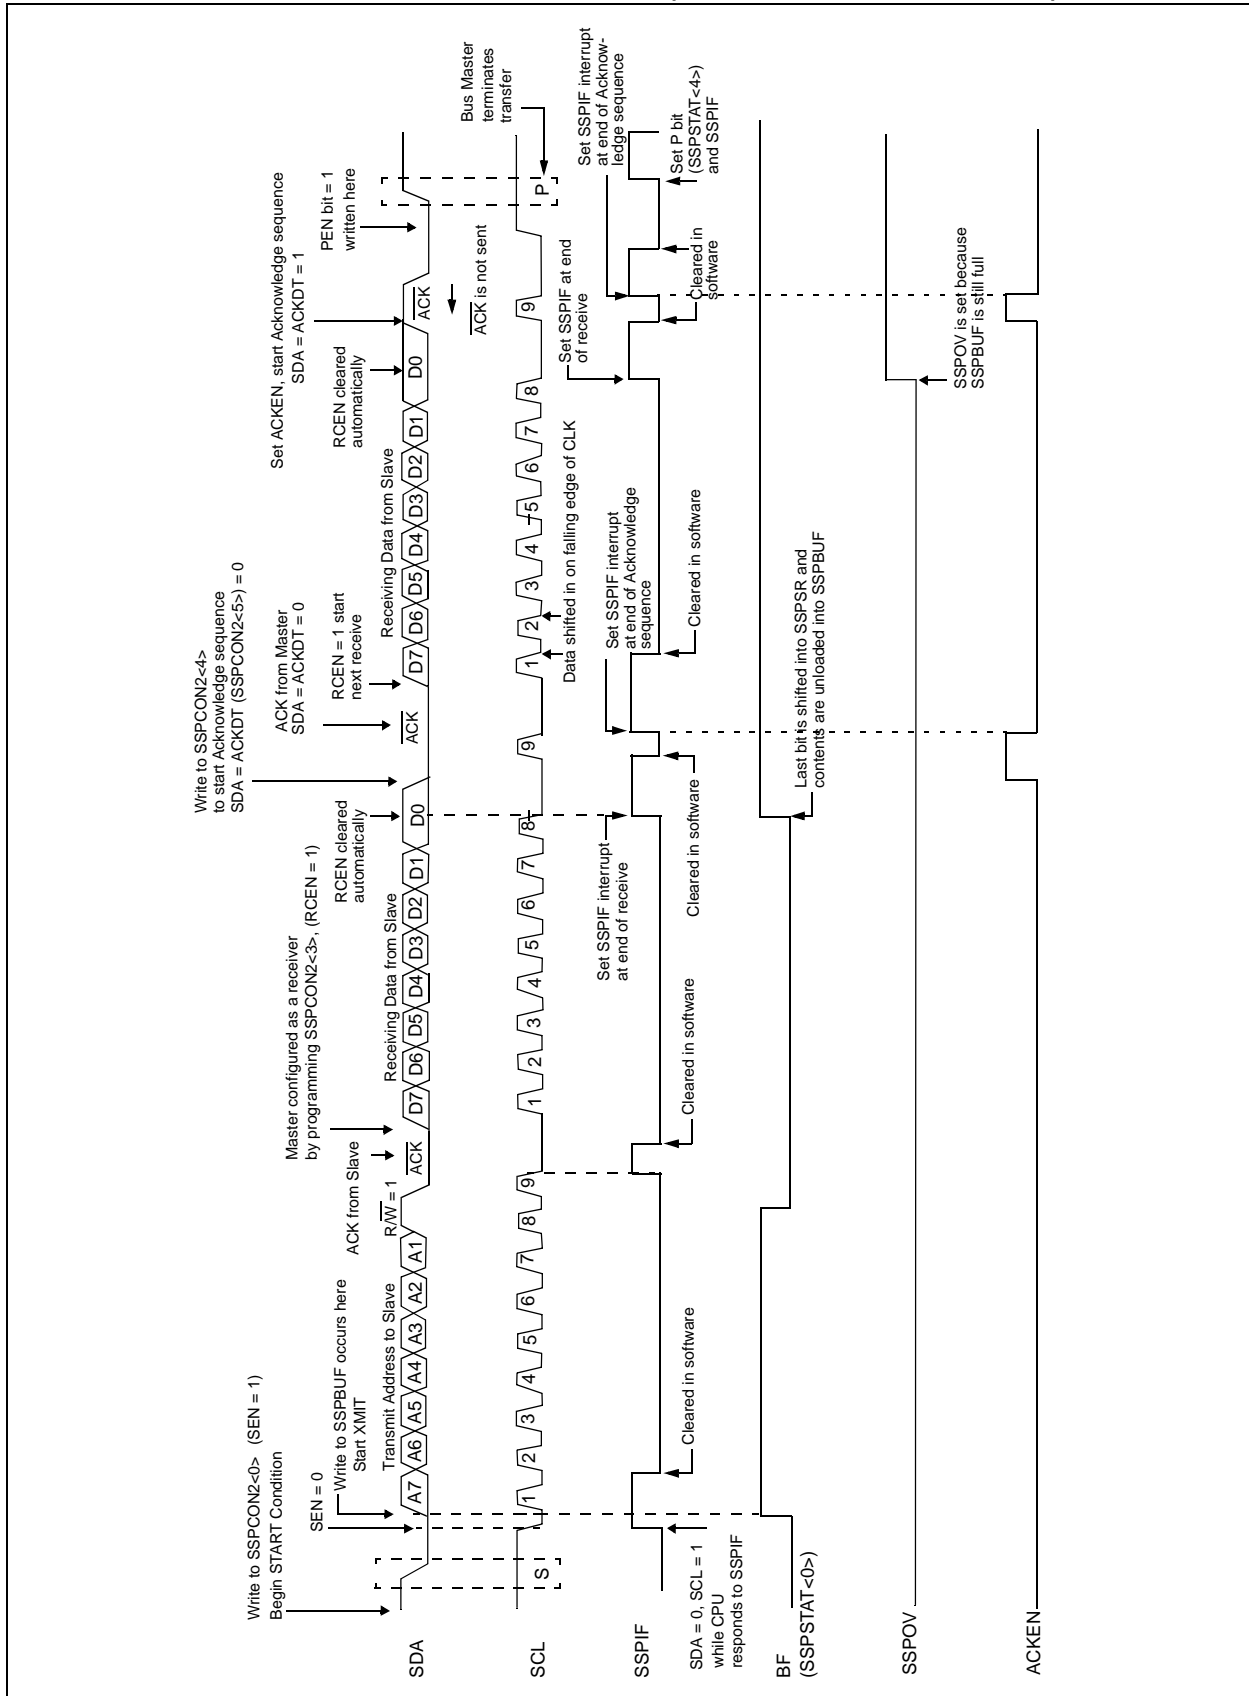 Write to SSPCON2<4>
to start Acknowledge sequence
SDA = ACKDT (SSPCON2<5>) = 0
Set ACKEN, start Acknowledge sequence
SDA = ACKDT = 1
Write to SSPCON2<0> (SEN = 1)
Begin START Condition
Master configured as a receiver
by programming SSPCON2<3>, (RCEN = 1)
ACK from Master
SDA = ACKDT = 0
PEN bit = 1
written here
SEN = 0
Write to SSPBUF occurs here
Start XMIT
ACK from Slave
RCEN cleared
automatically
RCEN = 1 start
next receive
RCEN cleared
automatically
Transmit Address to Slave
R/W = 1
Receiving Data from Slave
Receiving Data from Slave
SDA
A7 A6 A5 A4 A3 A2 A1 ACK D7 D6 D5 D4 D3 D2 D1 D0 ACK D7 D6 D5 D4 D3 D2 D1 D0 ACK
ACK is not sent
Bus Master
terminates
transfer
SCL
S 1 2 3 4 5 6 7 8 9 1 2 3 4 5 6 7 8 9 1 2 3 4 5 6 7 8 9 P
Data shifted in on falling edge of CLK
Set SSPIF interrupt
at end of receive
Set SSPIF interrupt
at end of Acknowledge
sequence
Set SSPIF at end
of receive
Set SSPIF interrupt
at end of Acknow-
ledge sequence
SSPIF
SDA = 0, SCL = 1
while CPU
responds to SSPIF
Cleared in software
Cleared in software
Cleared in software
Cleared in software
Cleared in
software
Set P bit
(SSPSTAT<4>)
and SSPIF
BF
(SSPSTAT<0>)
Last bit is shifted into SSPSR and
contents are unloaded into SSPBUF
SSPOV
SSPOV is set because
SSPBUF is still full
ACKEN